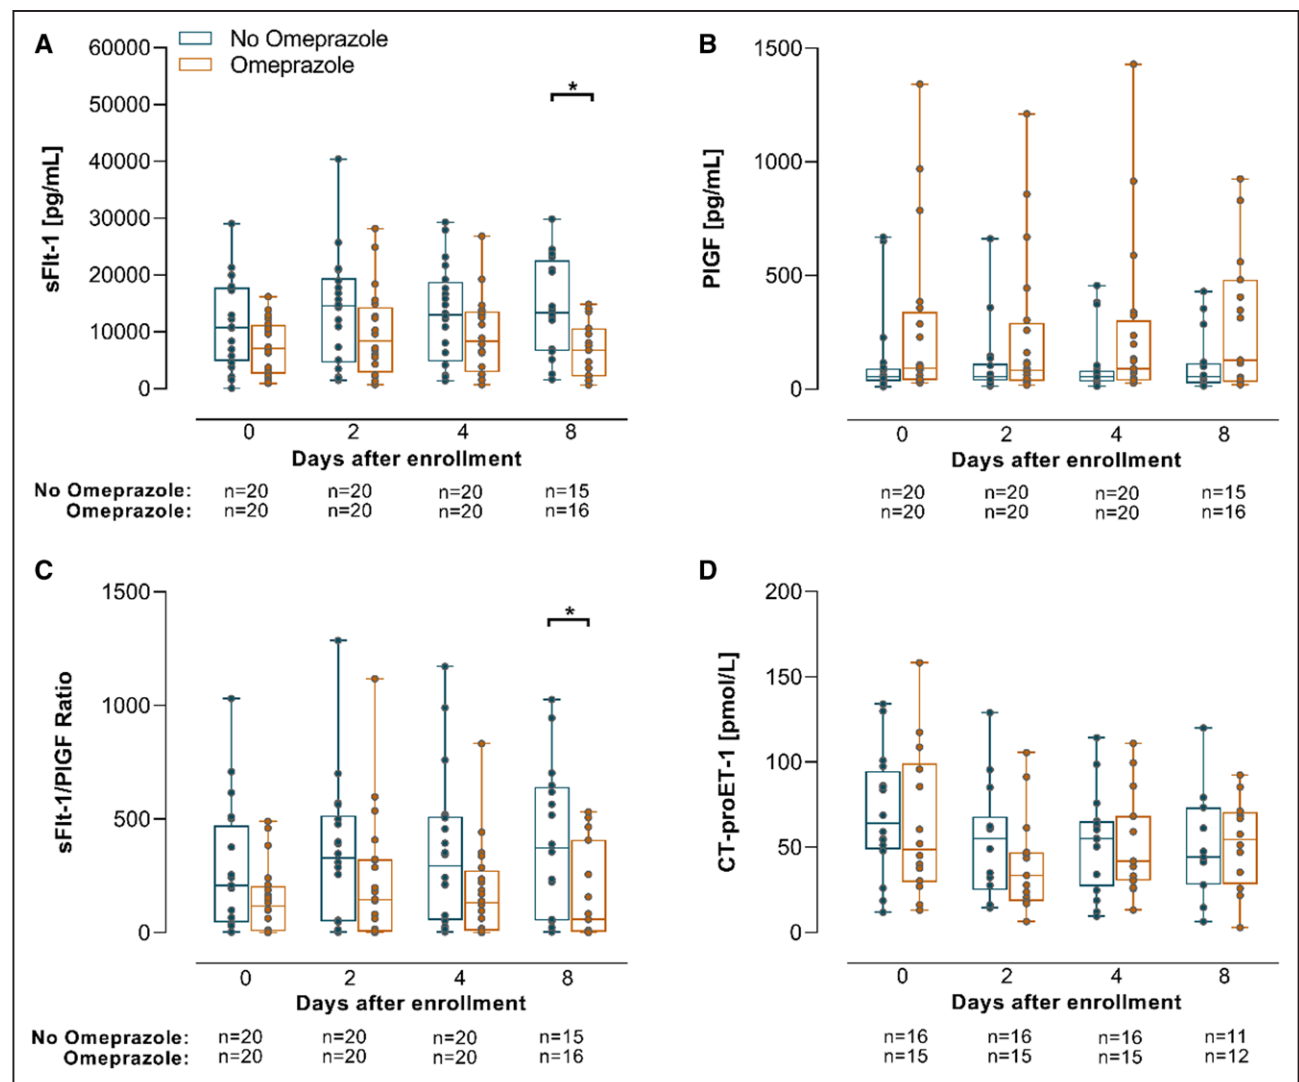 A
No Omeprazole
Omeprazole
60000
50000
40000
30000
20000
10000
0
sFlt-1 [pg/mL]
*
0 2 4 8
Days after enrollment
No Omeprazole: n=20 n=20 n=20 n=15
Omeprazole: n=20 n=20 n=20 n=16
B
1500
1000
500
0
PlGF [pg/mL]
0 2 4 8
Days after enrollment
n=20 n=20 n=20 n=15
n=20 n=20 n=20 n=16
C
1500
1000
500
0
sFlt-1/PlGF Ratio
*
0 2 4 8
Days after enrollment
No Omeprazole: n=20 n=20 n=20 n=15
Omeprazole: n=20 n=20 n=20 n=16
D
200
150
100
50
0
CT-proET-1 [pmol/L]
0 2 4 8
Days after enrollment
n=16 n=16 n=16 n=11
n=15 n=15 n=15 n=12